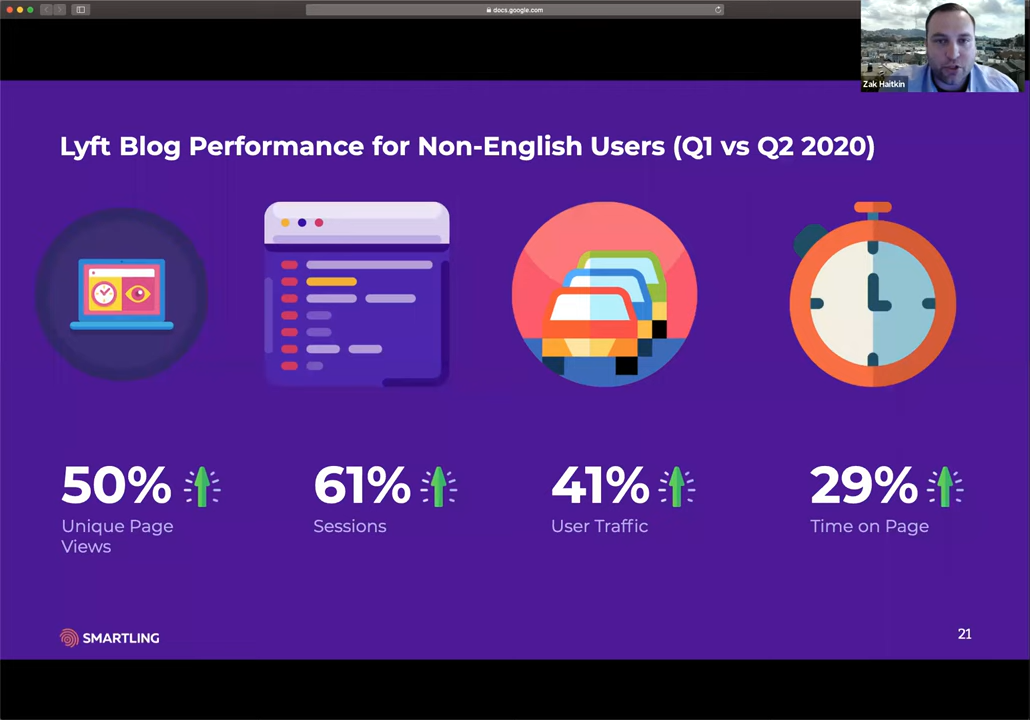 docs.google.com
Zak Haitkin
Lyft Blog Performance for Non-English Users (Q1 vs Q2 2020)
50%
Unique Page
Views
61%
Sessions
41%
User Traffic
29%
Time on Page
SMARTLING
21